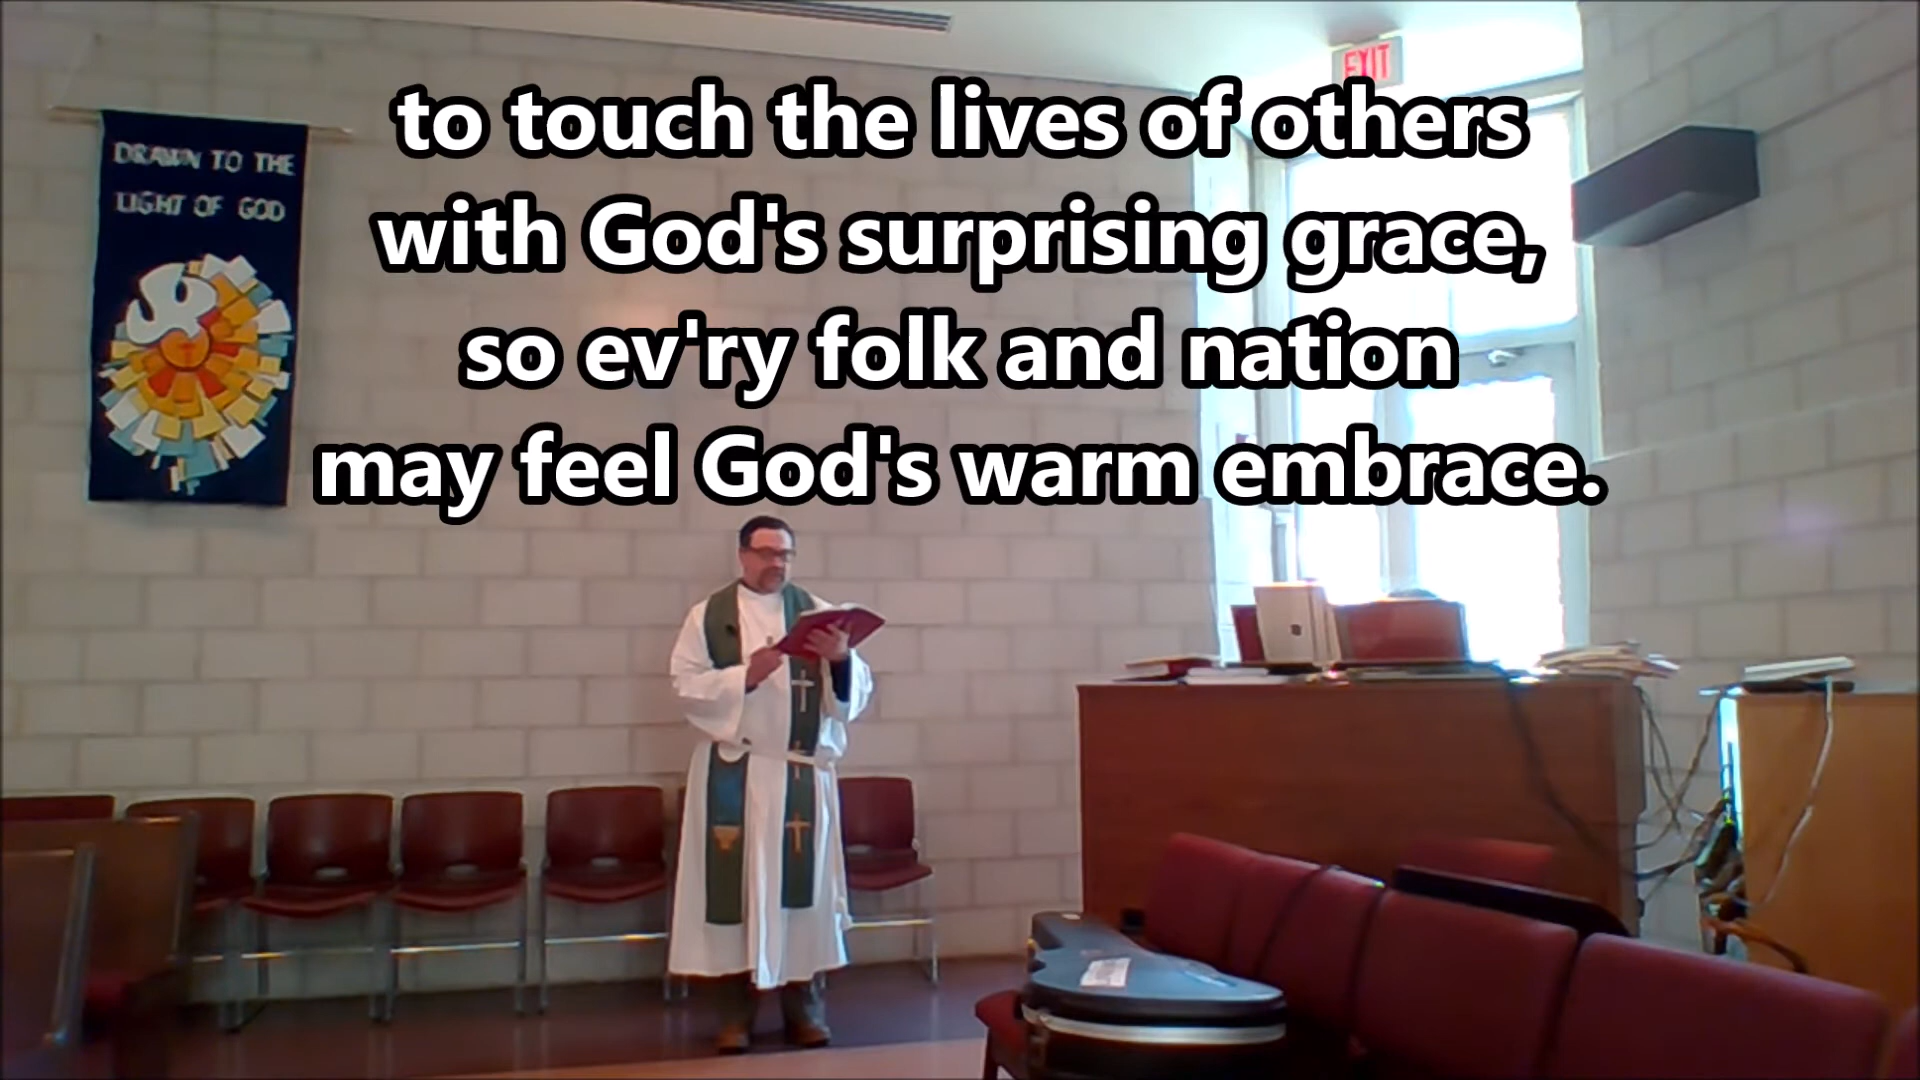 EXIT
to touch the lives of others
with God's surprising grace,
so ev'ry folk and nation
may feel God's warm embrace.
DRAWN TO THE
LIGHT OF GOD